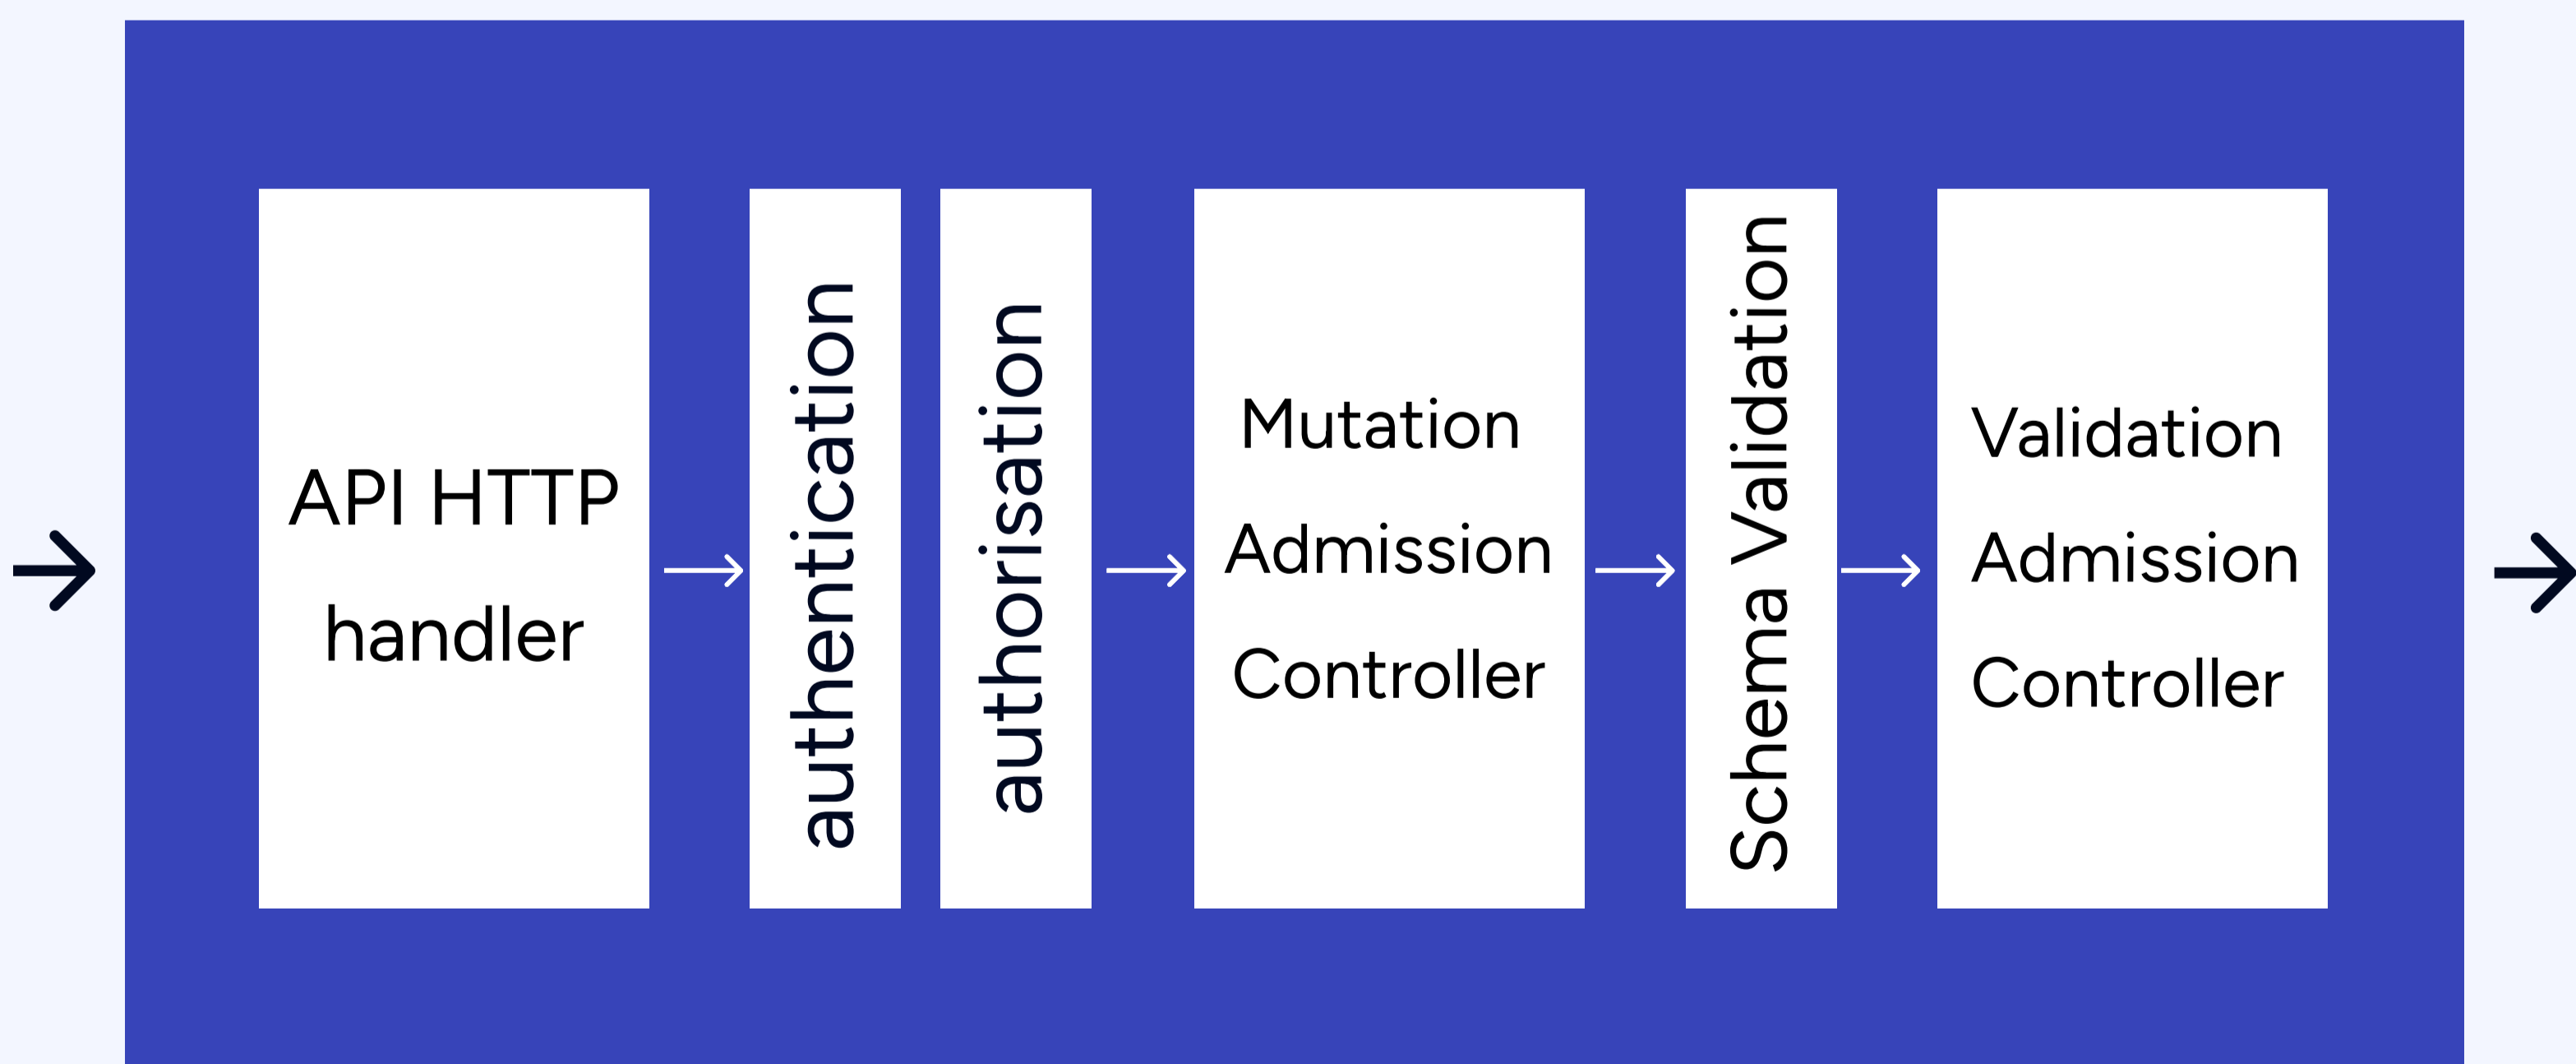 API HTTP
handler
authentication
authorisation
Mutation
Admission
Controller
Schema Validation
Validation
Admission
Controller